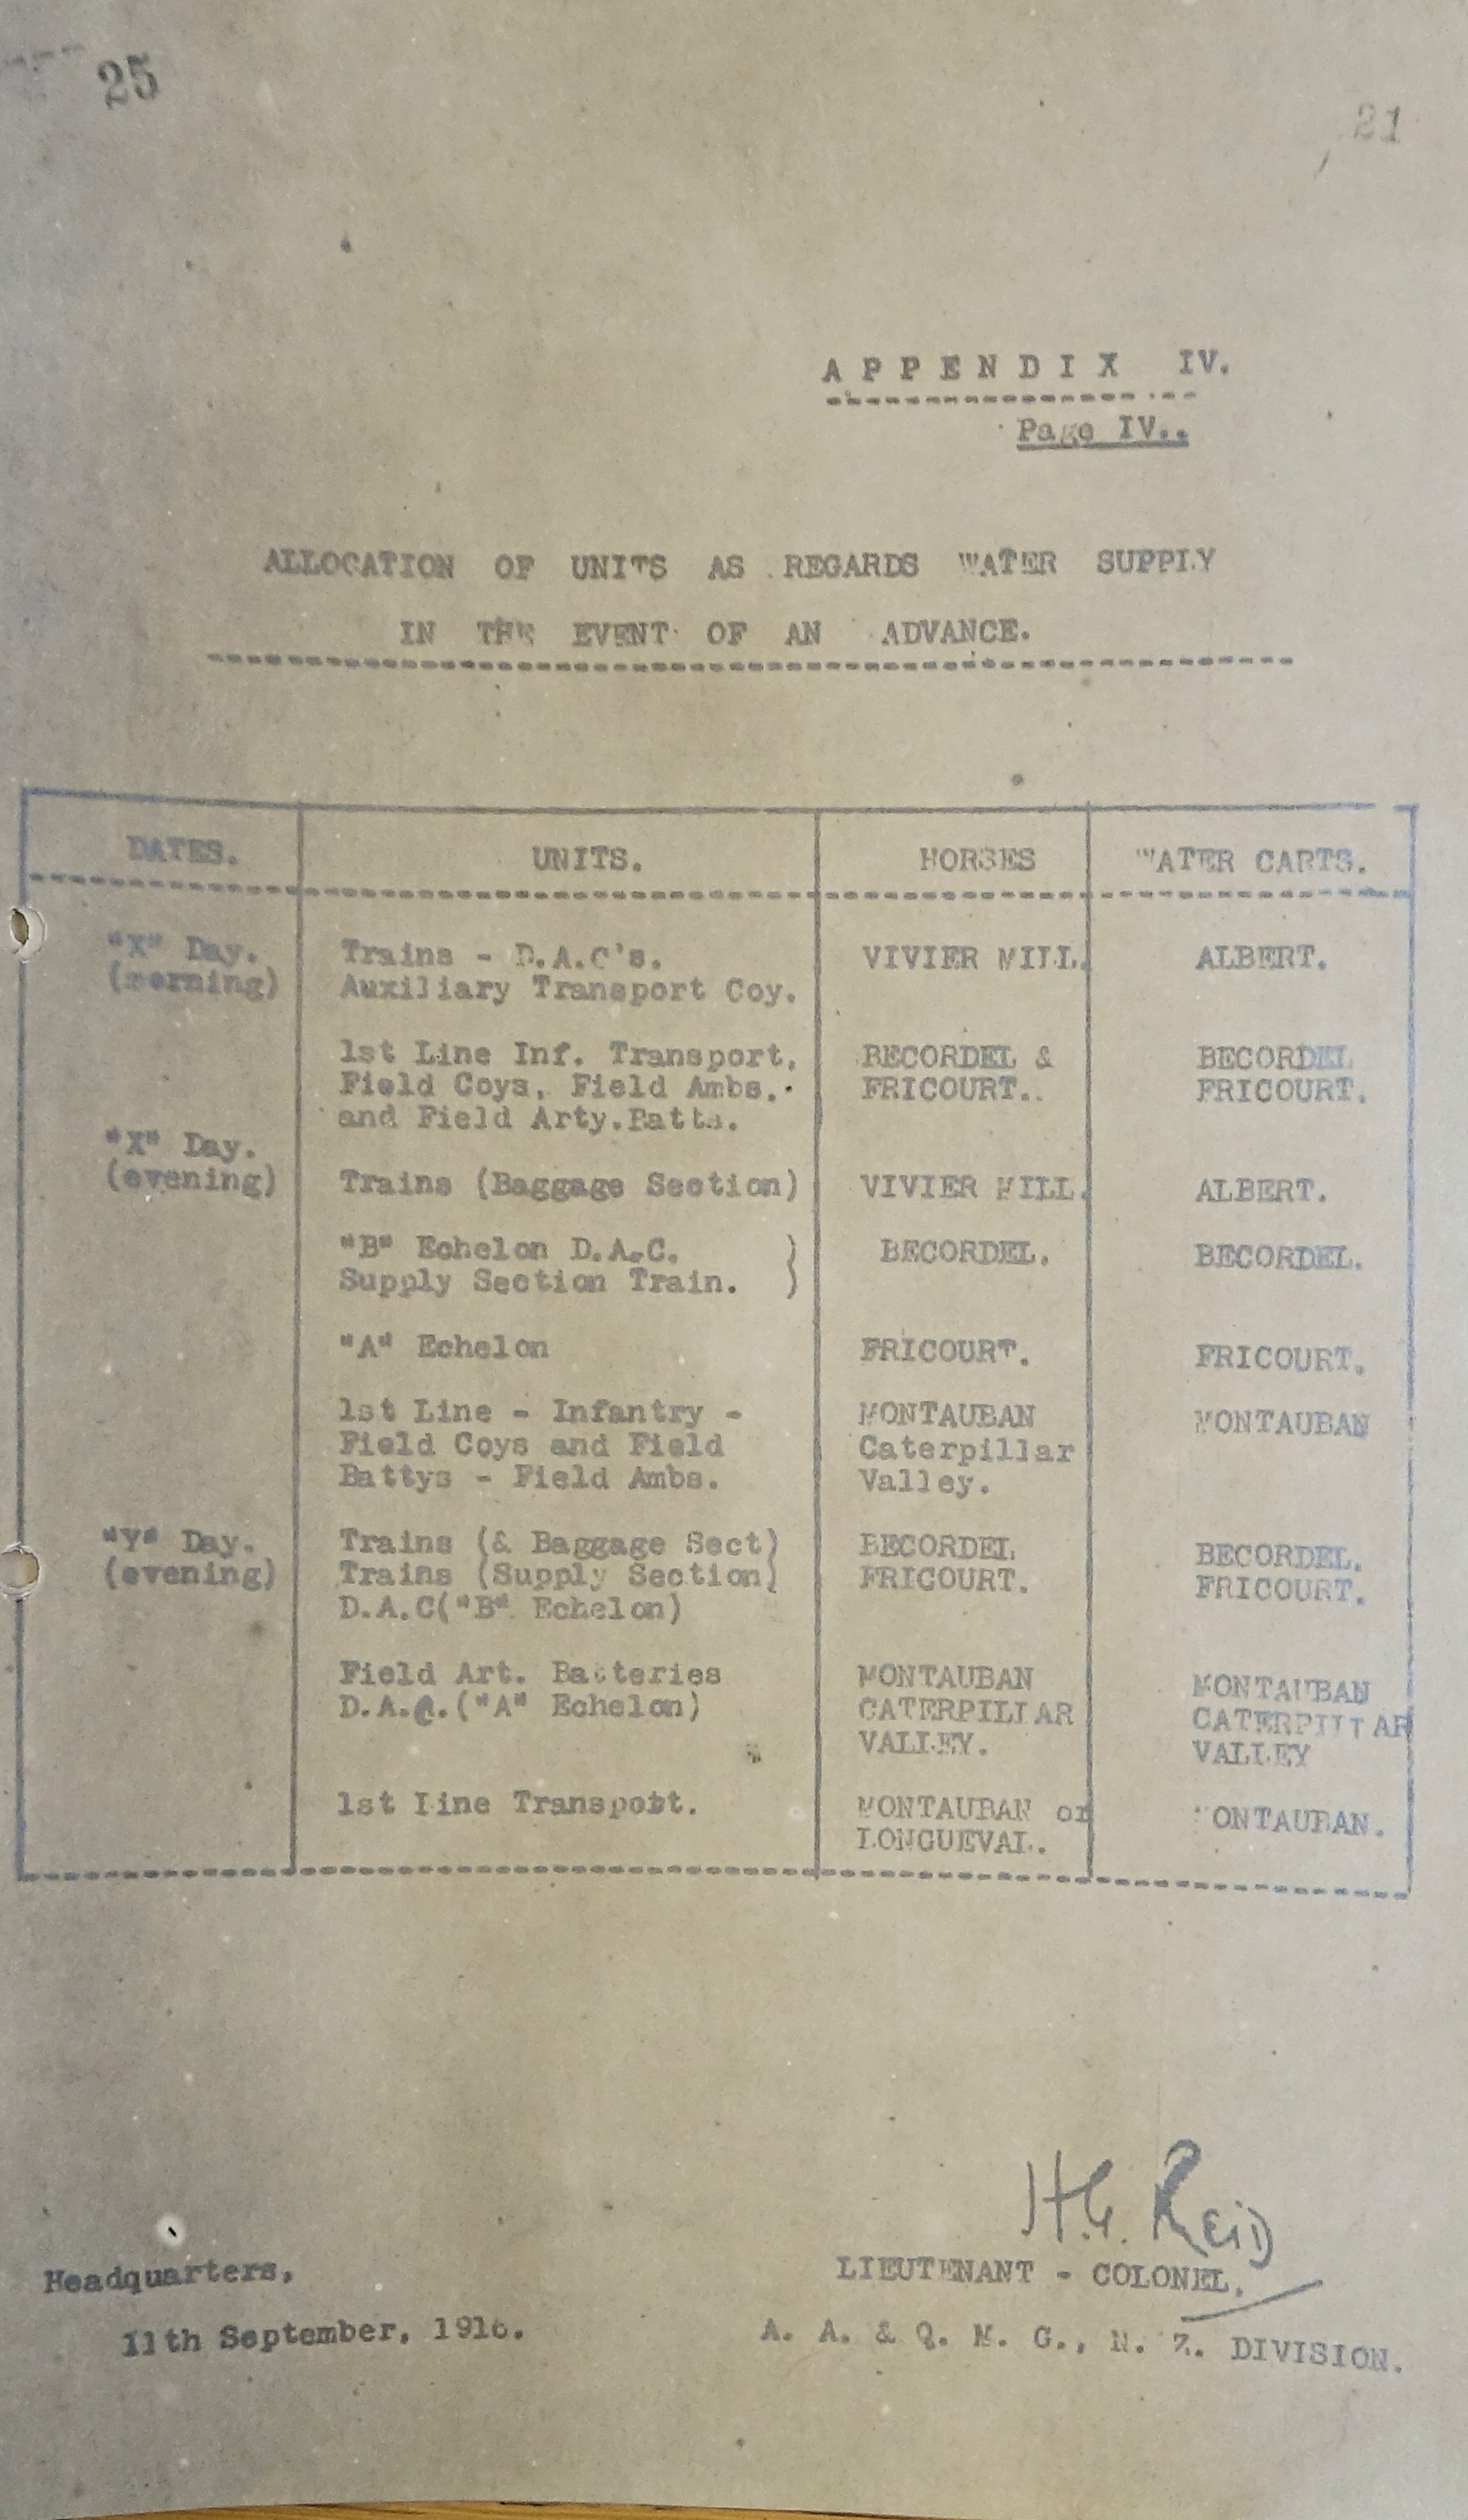 25
21
APPENDIX IV.
Page IV..
ALLOCATION OF UNITS AS REGARDS WATER SUPPLY
IN THE EVENT OF AN ADVANCE.
DATES. UNITS. HORSES WATER CARTS.
"X" Day. Trains - D.A.C's. VIVIER MILL. ALBERT.
(morning) Auxiliary Transport Coy.
1st Line Inf. Transport, BECORDEL & BECORDEL
Field Coys, Field Ambs. FRICOURT.. FRICOURT.
and Field Arty.Batts.
"X" Day.
(evening) Trains (Baggage Section) VIVIER MILL. ALBERT.
"B" Echelon D.A.C. } BECORDEL. BECORDEL.
Supply Section Train.
"A" Echelon FRICOURT. FRICOURT.
1st Line - Infantry - MONTAUBAN MONTAUBAN
Field Coys and Field Caterpillar
Battys - Field Ambs. Valley.
"Y" Day. Trains (& Baggage Sect) BECORDEL BECORDEL.
(evening) Trains (Supply Section) FRICOURT. FRICOURT.
D.A.C("B" Echelon)
Field Art. Batteries MONTAUBAN MONTAUBAN
D.A.C.("A" Echelon) CATERPILLAR CATERPILLAR
VALLEY. VALLEY
1st Line Transport. MONTAUBAN or MONTAUBAN.
LONGUEVAL.
H.G. Reid
LIEUTENANT - COLONEL.
Headquarters,
11th September, 1916.
A. A. & Q. M. G., N. Z. DIVISION.